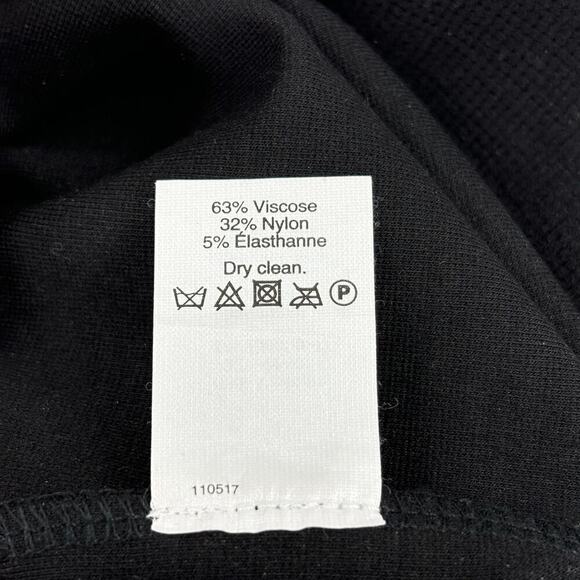 63% Viscose
32% Nylon
5% Élasthanne
Dry clean.
P
110517